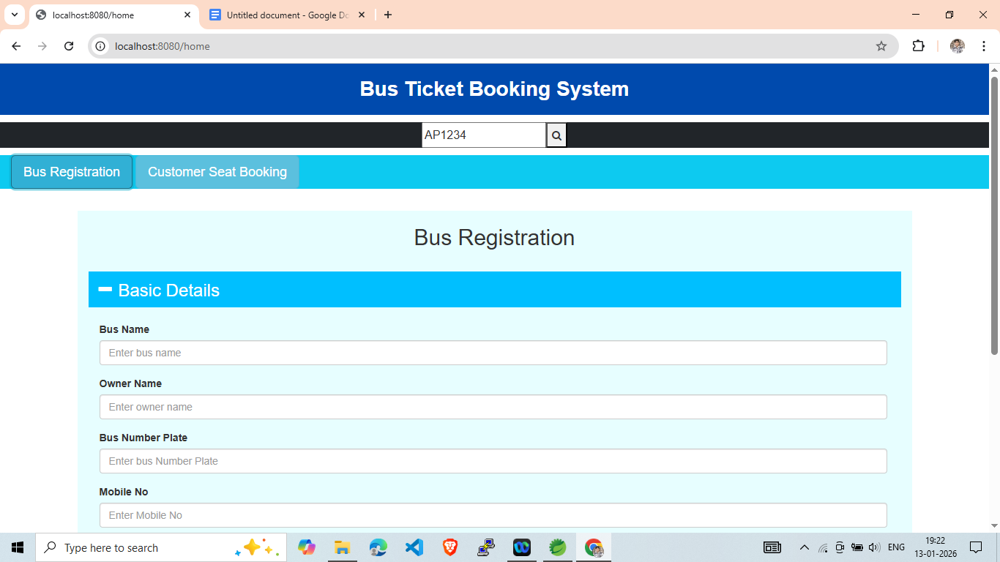 localhost:8080/home
Untitled document - Google Do
localhost:8080/home
Bus Ticket Booking System
AP1234
Bus Registration
Customer Seat Booking
Bus Registration
Basic Details
Bus Name
Enter bus name
Owner Name
Enter owner name
Bus Number Plate
Enter bus Number Plate
Mobile No
Enter Mobile No
Type here to search
ENG
19:22
13-01-2026